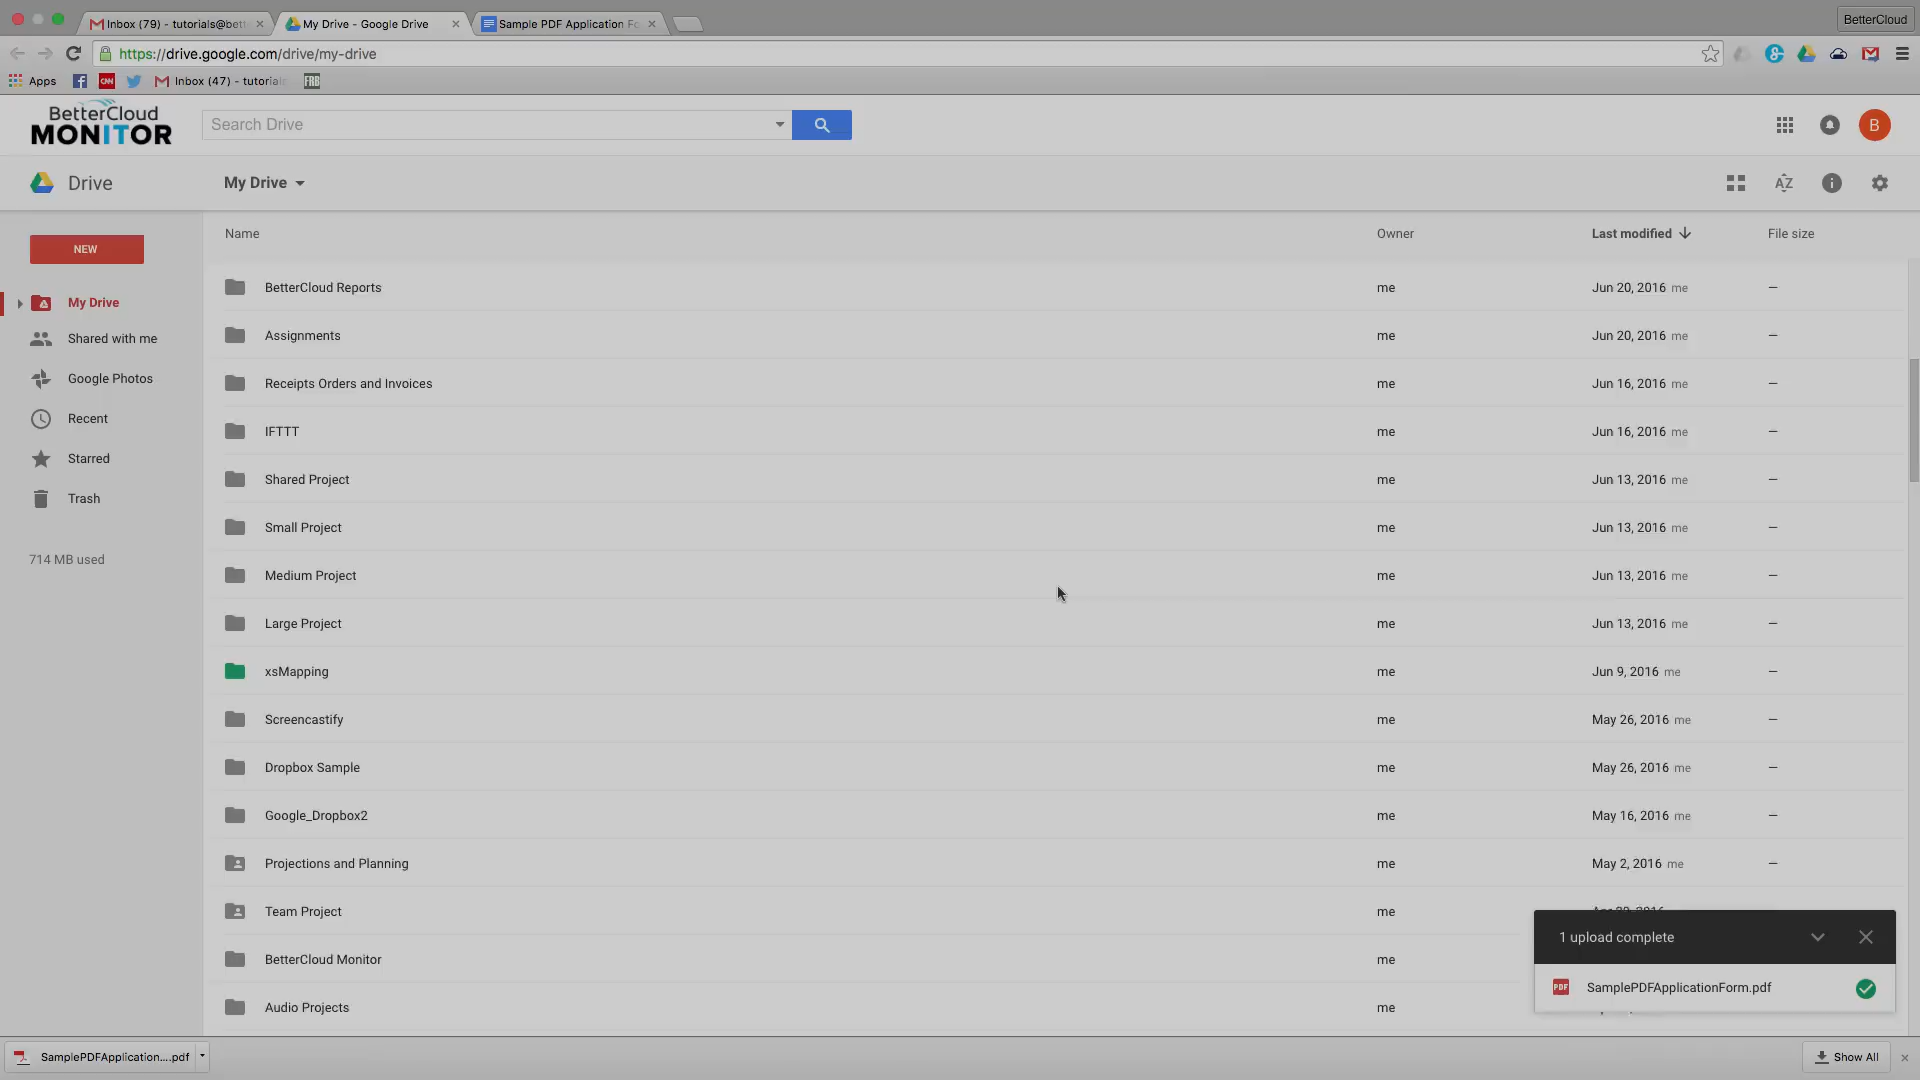 Inbox (79) - tutorials@bett
My Drive - Google Drive
Sample PDF Application Fo
BetterCloud
https://drive.google.com/drive/my-drive
Apps
CNN
Inbox (47) - tutorial
FRB
BetterCloud
MONITOR
Search Drive
B
Drive
My Drive
AZ
NEW
My Drive
Shared with me
Google Photos
Recent
Starred
Trash
714 MB used
Name Owner Last modified File size
BetterCloud Reports me Jun 20, 2016 me —
Assignments me Jun 20, 2016 me —
Receipts Orders and Invoices me Jun 16, 2016 me —
IFTTT me Jun 16, 2016 me —
Shared Project me Jun 13, 2016 me —
Small Project me Jun 13, 2016 me —
Medium Project me Jun 13, 2016 me —
Large Project me Jun 13, 2016 me —
xsMapping me Jun 9, 2016 me —
Screencastify me May 26, 2016 me —
Dropbox Sample me May 26, 2016 me —
Google_Dropbox2 me May 16, 2016 me —
Projections and Planning me May 2, 2016 me —
Team Project me
BetterCloud Monitor me
Audio Projects me
1 upload complete
PDF SamplePDFApplicationForm.pdf
SamplePDFApplication....pdf
Show All